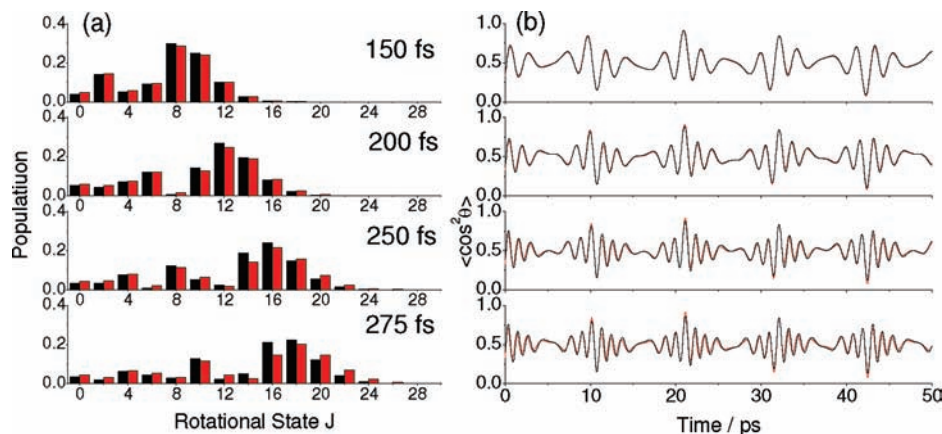 (a)
(b)
0.4
0.2
0.0
150 fs
0 4 8 12 16 20 24 28
0.4
0.2
0.0
200 fs
0 4 8 12 16 20 24 28
0.4
0.2
0.0
250 fs
0 4 8 12 16 20 24 28
0.4
0.2
0.0
275 fs
0 4 8 12 16 20 24 28
Populatiuon
Rotational State J
1.0
0.5
0.0
1.0
0.5
0.0
1.0
0.5
0.0
1.0
0.5
0.0
<cos²θ>
0 10 20 30 40 50
Time / ps